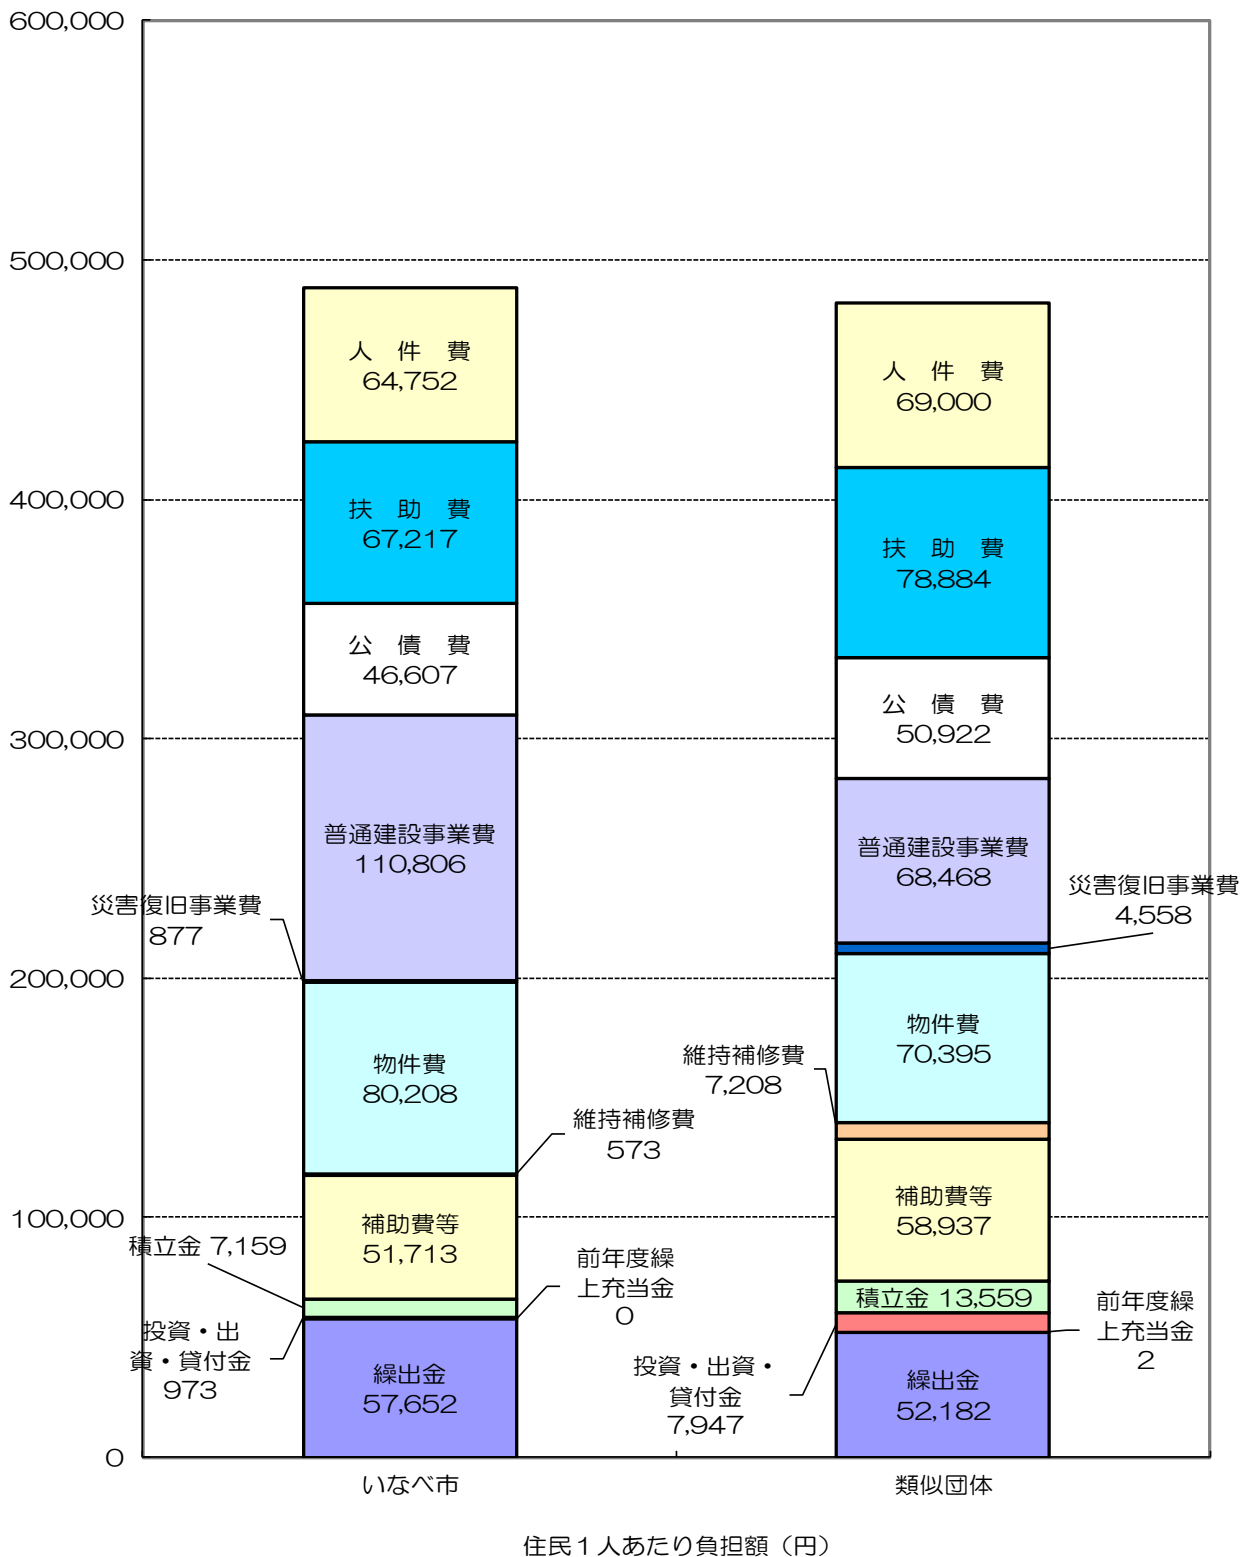 600,000
500,000
400,000
300,000
200,000
100,000
0
人　件　費
64,752
扶　助　費
67,217
公　債　費
46,607
普通建設事業費
110,806
災害復旧事業費
877
物件費
80,208
維持補修費
573
補助費等
51,713
積立金 7,159
前年度繰
上充当金
0
投資・出
資・貸付金
973
繰出金
57,652
人　件　費
69,000
扶　助　費
78,884
公　債　費
50,922
普通建設事業費
68,468
災害復旧事業費
4,558
物件費
70,395
維持補修費
7,208
補助費等
58,937
積立金 13,559
前年度繰
上充当金
2
投資・出資・
貸付金
7,947
繰出金
52,182
いなべ市
類似団体
住民１人あたり負担額（円）